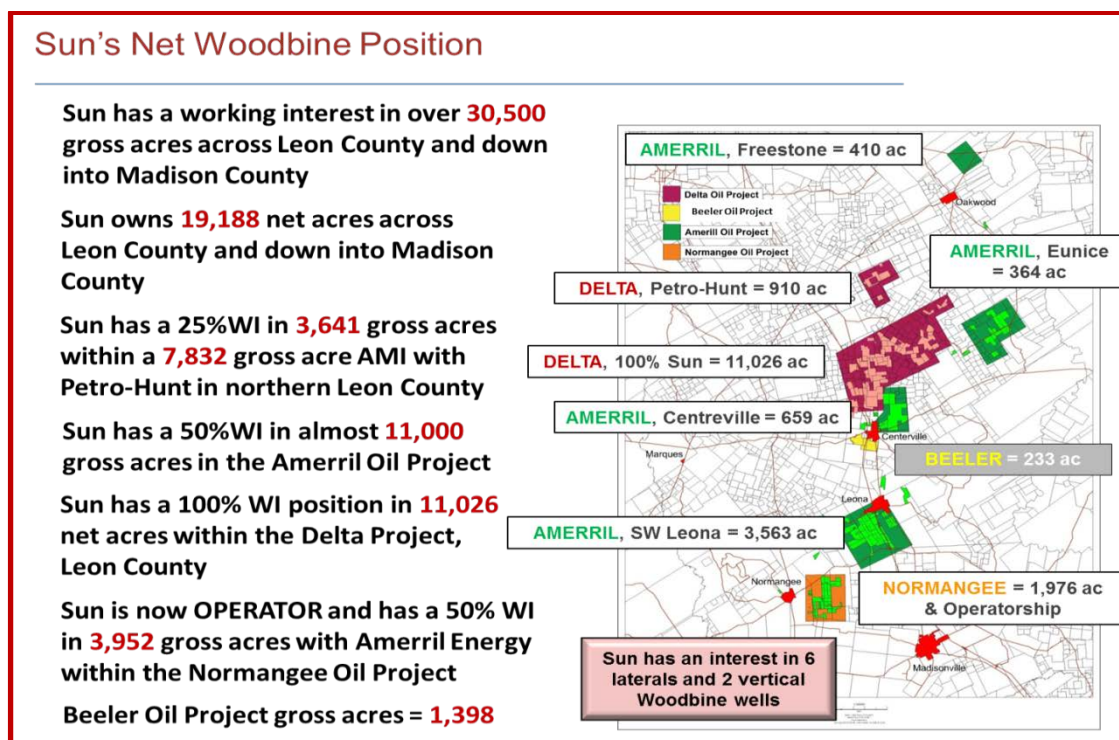 Sun's Net Woodbine Position
Sun has a working interest in over 30,500
gross acres across Leon County and down
into Madison County
Sun owns 19,188 net acres across
Leon County and down into Madison
County
Sun has a 25%WI in 3,641 gross acres
within a 7,832 gross acre AMI with
Petro-Hunt in northern Leon County
Sun has a 50%WI in almost 11,000
gross acres in the Amerril Oil Project
Sun has a 100% WI position in 11,026
net acres within the Delta Project,
Leon County
Sun is now OPERATOR and has a 50% WI
in 3,952 gross acres with Amerril Energy
within the Normangee Oil Project
Beeler Oil Project gross acres = 1,398
AMERRIL, Freestone = 410 ac
Delta Oil Project
Beeler Oil Project
Amerill Oil Project
Normangee Oil Project
Oakwood
AMERRIL, Eunice
= 364 ac
DELTA, Petro-Hunt = 910 ac
DELTA, 100% Sun = 11,026 ac
AMERRIL, Centreville = 659 ac
Centerville
Marques
BEELER = 233 ac
Leona
AMERRIL, SW Leona = 3,563 ac
Normangee
NORMANGEE = 1,976 ac
& Operatorship
Madisonville
Sun has an interest in 6
laterals and 2 vertical
Woodbine wells